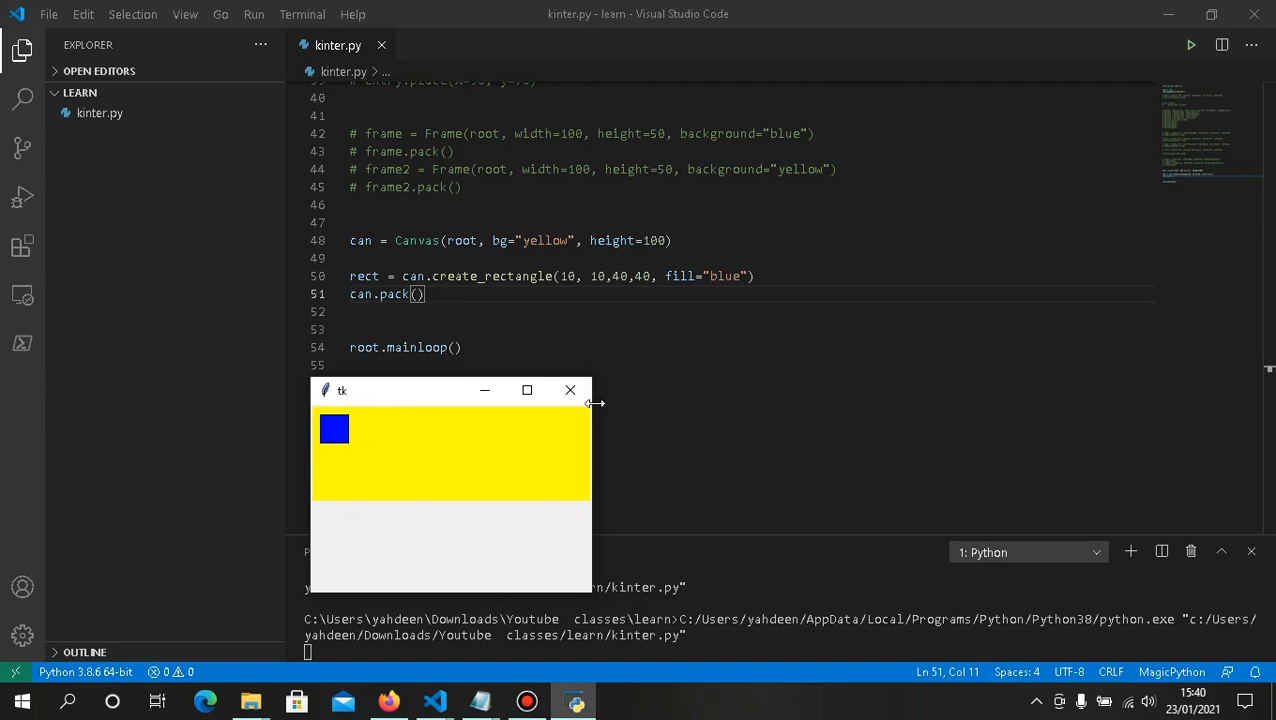 File Edit Selection View Go Run Terminal Help
kinter.py - learn - Visual Studio Code
EXPLORER
kinter.py
OPEN EDITORS
kinter.py > ...
LEARN
kinter.py
40
41
42 # frame = Frame(root, width=100, height=50, background="blue")
43 # frame.pack()
44 # frame2 = Frame(root, width=100, height=50, background="yellow")
45 # frame2.pack()
46
47
48 can = Canvas(root, bg="yellow", height=100)
49
50 rect = can.create_rectangle(10, 10,40,40, fill="blue")
51 can.pack()
52
53
54 root.mainloop()
55
tk
1: Python
rn/kinter.py"
C:\Users\yahdeen\Downloads\Youtube classes\learn>C:/Users/yahdeen/AppData/Local/Programs/Python/Python38/python.exe "c:/Users/
yahdeen/Downloads/Youtube classes/learn/kinter.py"
OUTLINE
Python 3.8.6 64-bit 0 0 Ln 51, Col 11 Spaces: 4 UTF-8 CRLF MagicPython
15:40
23/01/2021